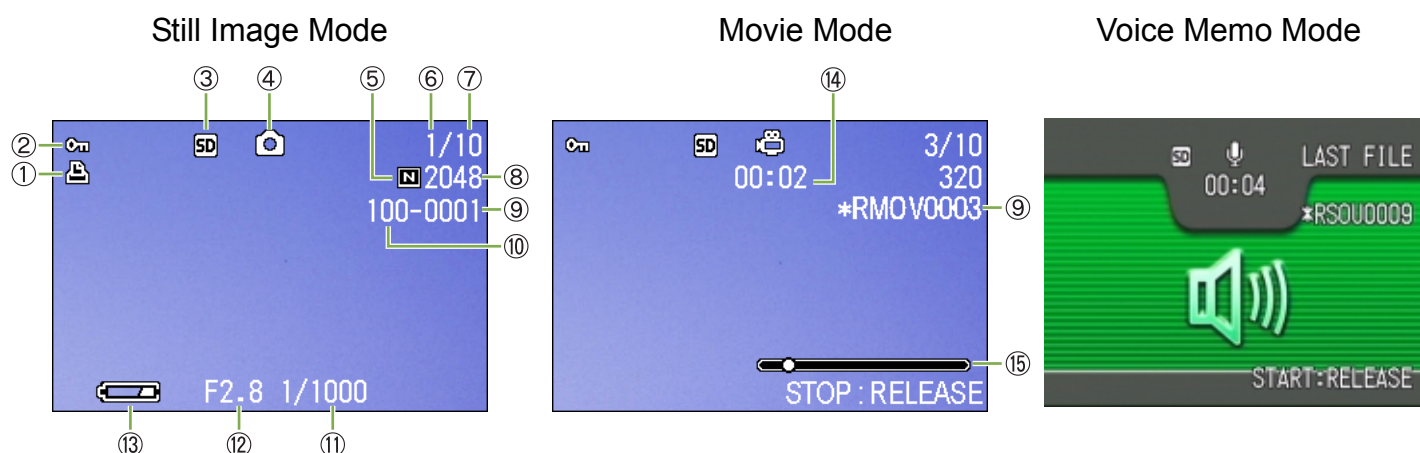 Still Image Mode
Movie Mode
Voice Memo Mode
③ ④ ⑤ ⑥ ⑦
② SD 1/10
① N 2048 ⑧
100-0001 ⑨
⑩
F2.8 1/1000
⑬ ⑫ ⑪
⑭
SD 3/10
00:02 320
*RMOV0003 ⑨
⑮
STOP:RELEASE
SD LAST FILE
00:04
*RSOU0009
START:RELEASE